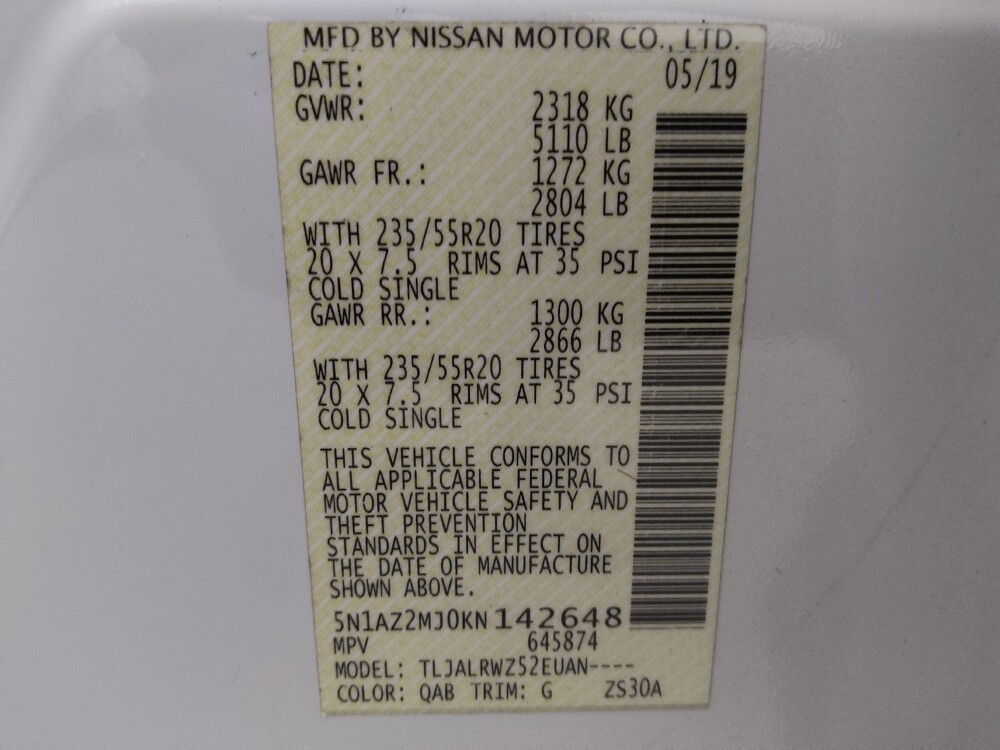 MFD BY NISSAN MOTOR CO., LTD.
DATE: 05/19
GVWR: 2318 KG
5110 LB
GAWR FR.: 1272 KG
2804 LB
WITH 235/55R20 TIRES
20 X 7.5 RIMS AT 35 PSI
COLD SINGLE
GAWR RR.: 1300 KG
2866 LB
WITH 235/55R20 TIRES
20 X 7.5 RIMS AT 35 PSI
COLD SINGLE
THIS VEHICLE CONFORMS TO
ALL APPLICABLE FEDERAL
MOTOR VEHICLE SAFETY AND
THEFT PREVENTION
STANDARDS IN EFFECT ON
THE DATE OF MANUFACTURE
SHOWN ABOVE.
5N1AZ2MJ0KN142648
MPV 645874
MODEL: TLJALRWZ52EUAN----
COLOR: QAB TRIM: G ZS30A